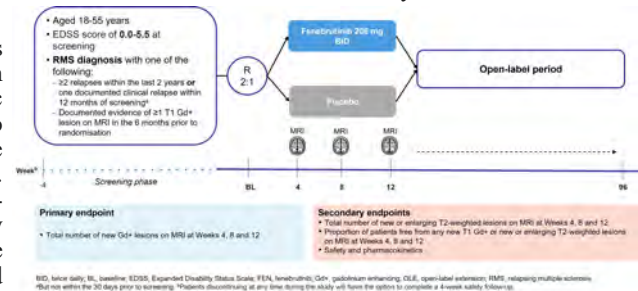 • Aged 18-55 years
• EDSS score of 0.0-5.5 at
screening
• RMS diagnosis with one of the
following:
– ≥2 relapses within the last 2 years or
one documented clinical relapse within
12 months of screeningᵃ
– Documented evidence of ≥1 T1 Gd+
lesion on MRI in the 6 months prior to
randomisation
R
2:1
Fenebrutinib 200 mg
BID
Placebo
Open-label period
MRI MRI MRI
Weekᵇ
Screening phase
-4 BL 4 8 12 96
Primary endpoint
• Total number of new Gd+ lesions on MRI at Weeks 4, 8 and 12
Secondary endpoints
• Total number of new or enlarging T2-weighted lesions on MRI at Weeks 4, 8 and 12
• Proportion of patients free from any new T1 Gd+ or new or enlarging T2-weighted lesions
on MRI at Weeks 4, 8 and 12
• Safety and pharmacokinetics
BID, twice daily; BL, baseline; EDSS, Expanded Disability Status Scale; FEN, fenebrutinib; Gd+, gadolinium enhancing; OLE, open-label extension; RMS, relapsing multiple sclerosis.
ᵃBut not within the 30 days prior to screening. ᵇPatients discontinuing at any time during the study will have the option to complete a 4-week safety follow-up.